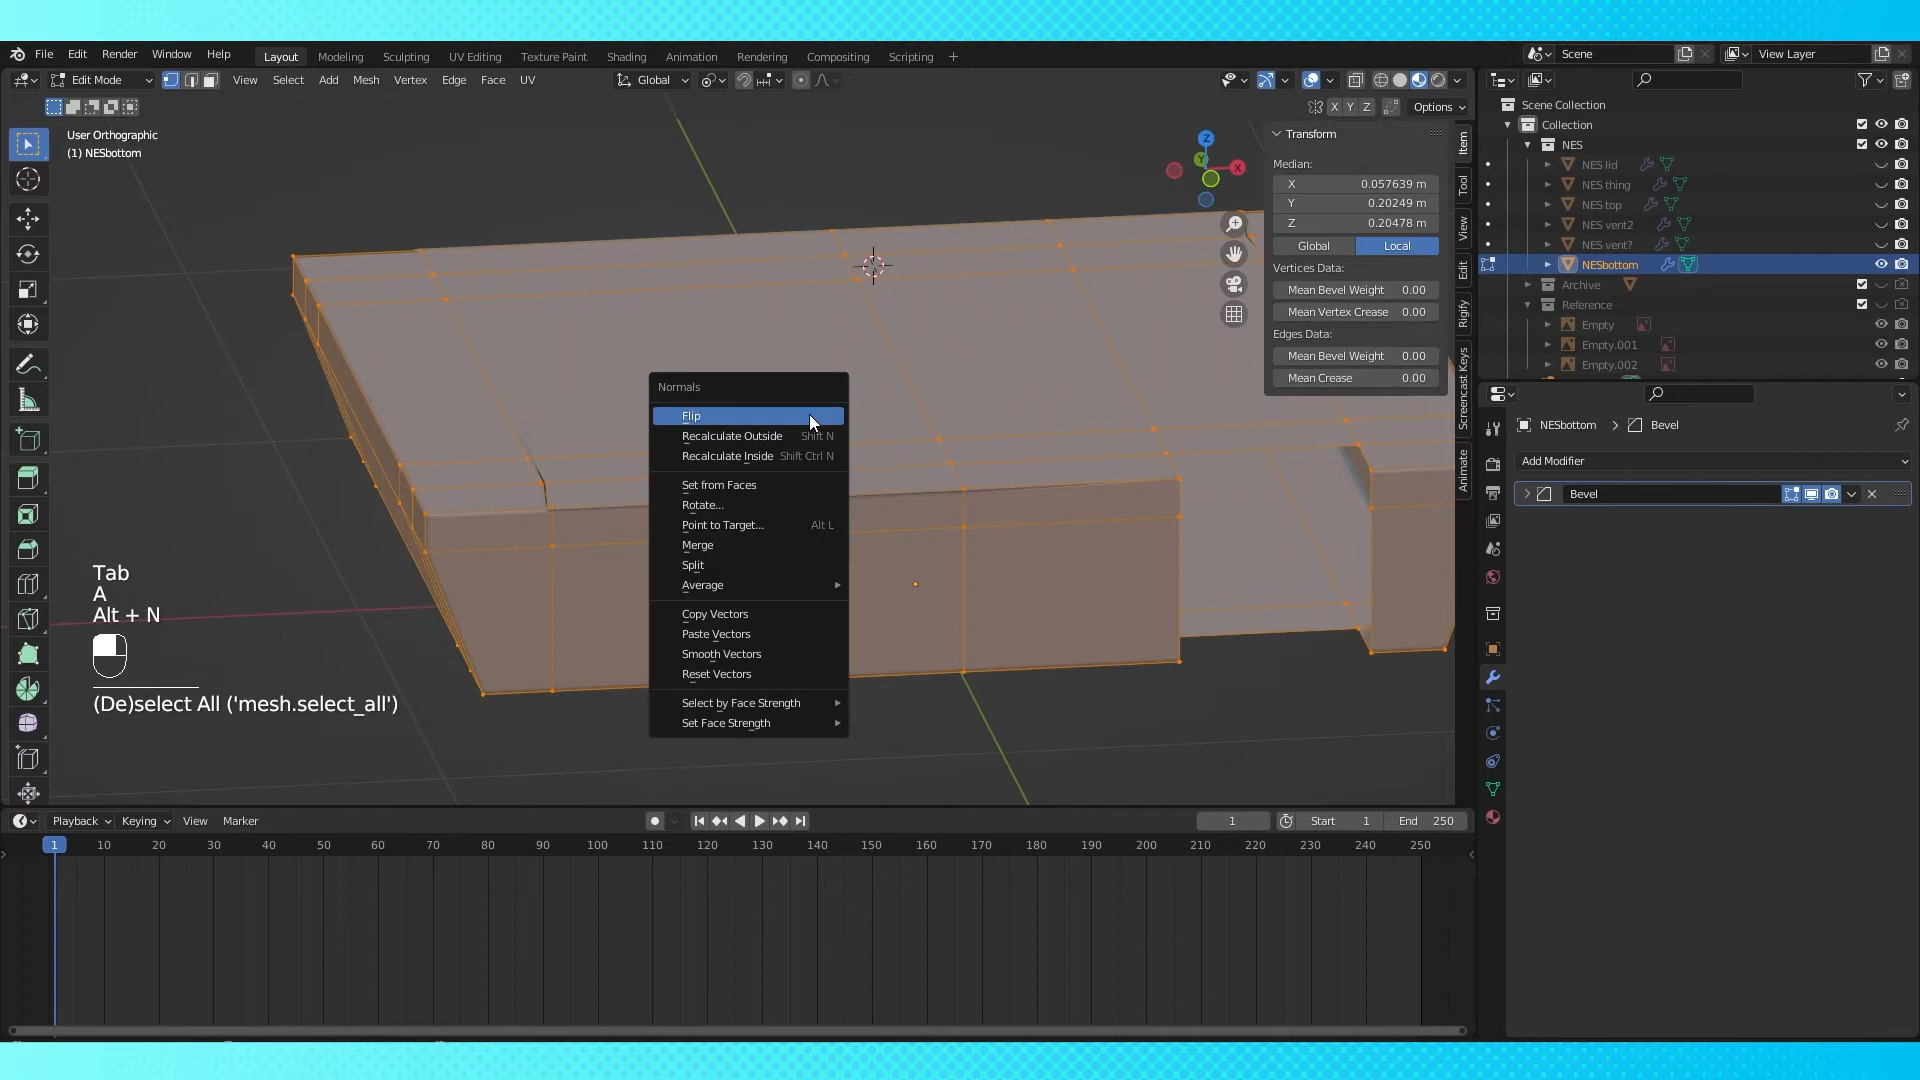 File Edit Render Window Help Layout Modeling Sculpting UV Editing Texture Paint Shading Animation Rendering Compositing Scripting + Scene View Layer
Edit Mode View Select Add Mesh Vertex Edge Face UV Global
X Y Z Options
User Orthographic
(1) NESbottom
Z
Y
X
Transform
Median:
X 0.057639 m
Y 0.20249 m
Z 0.20478 m
Global Local
Vertices Data:
Mean Bevel Weight 0.00
Mean Vertex Crease 0.00
Edges Data:
Mean Bevel Weight 0.00
Mean Crease 0.00
Item
Tool
View
Edit
Rigify
Screencast Keys
Animate
Scene Collection
Collection
NES
NES lid
NES thing
NES top
NES vent2
NES vent?
NESbottom
Archive
Reference
Empty
Empty.001
Empty.002
NESbottom > Bevel
Add Modifier
Bevel
Normals
Flip
Recalculate Outside Shift N
Recalculate Inside Shift Ctrl N
Set from Faces
Rotate...
Point to Target... Alt L
Merge
Split
Average
Copy Vectors
Paste Vectors
Smooth Vectors
Reset Vectors
Select by Face Strength
Set Face Strength
Tab
A
Alt + N
(De)select All ('mesh.select_all')
Playback Keying View Marker 1 Start 1 End 250
1 10 20 30 40 50 60 70 80 90 100 110 120 130 140 150 160 170 180 190 200 210 220 230 240 250